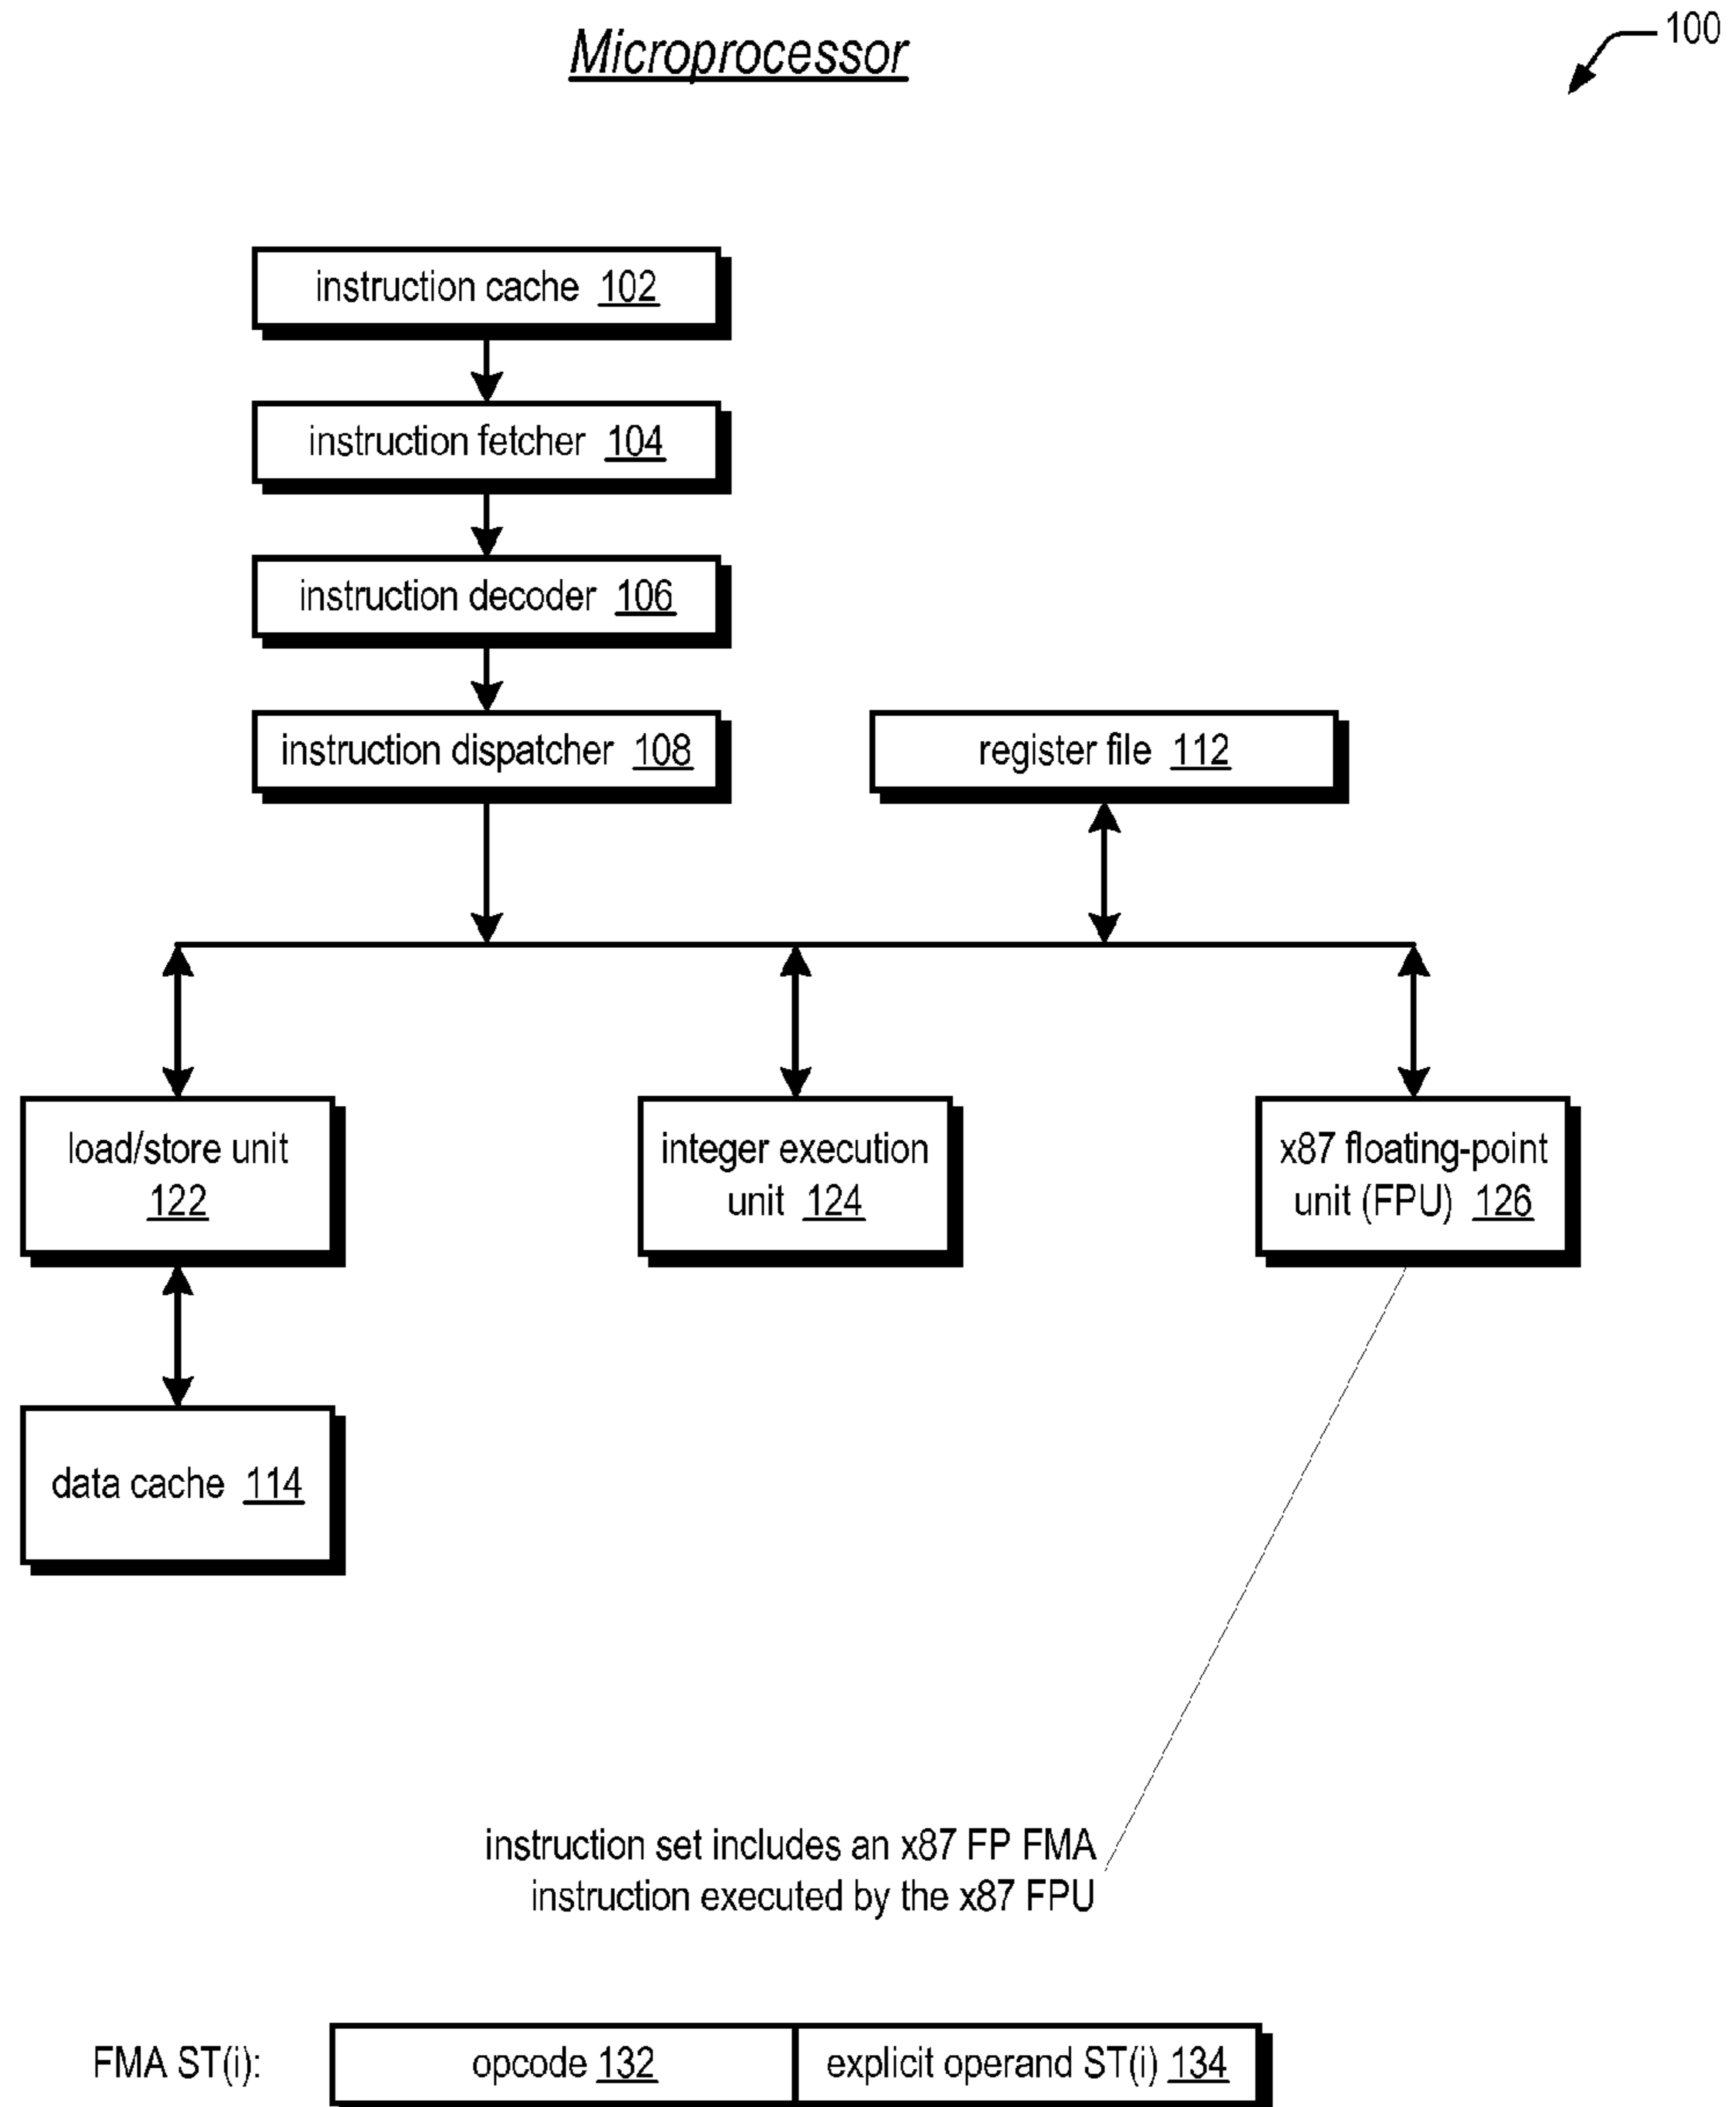 Microprocessor
100
instruction cache 102
instruction fetcher 104
instruction decoder 106
instruction dispatcher 108
register file 112
load/store unit
122
integer execution
unit 124
x87 floating-point
unit (FPU) 126
data cache 114
instruction set includes an x87 FP FMA
instruction executed by the x87 FPU
FMA ST(i):
opcode 132
explicit operand ST(i) 134